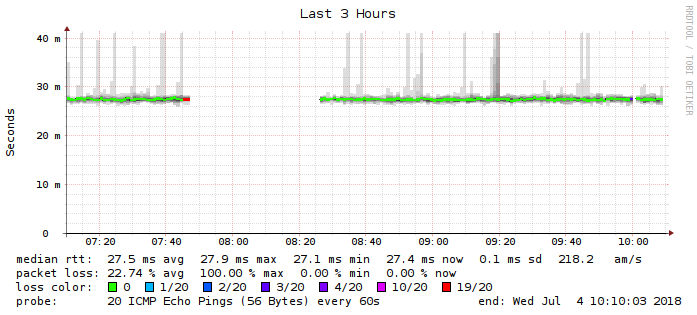 Last 3 Hours
RRDTOOL / TOBI OETIKER
Seconds
40 m
30 m
20 m
10 m
0
07:20 07:40 08:00 08:20 08:40 09:00 09:20 09:40 10:00
median rtt: 27.5 ms avg 27.9 ms max 27.1 ms min 27.4 ms now 0.1 ms sd 218.2 am/s
packet loss: 22.74 % avg 100.00 % max 0.00 % min 0.00 % now
loss color: 0 1/20 2/20 3/20 4/20 10/20 19/20
probe: 20 ICMP Echo Pings (56 Bytes) every 60s end: Wed Jul 4 10:10:03 2018